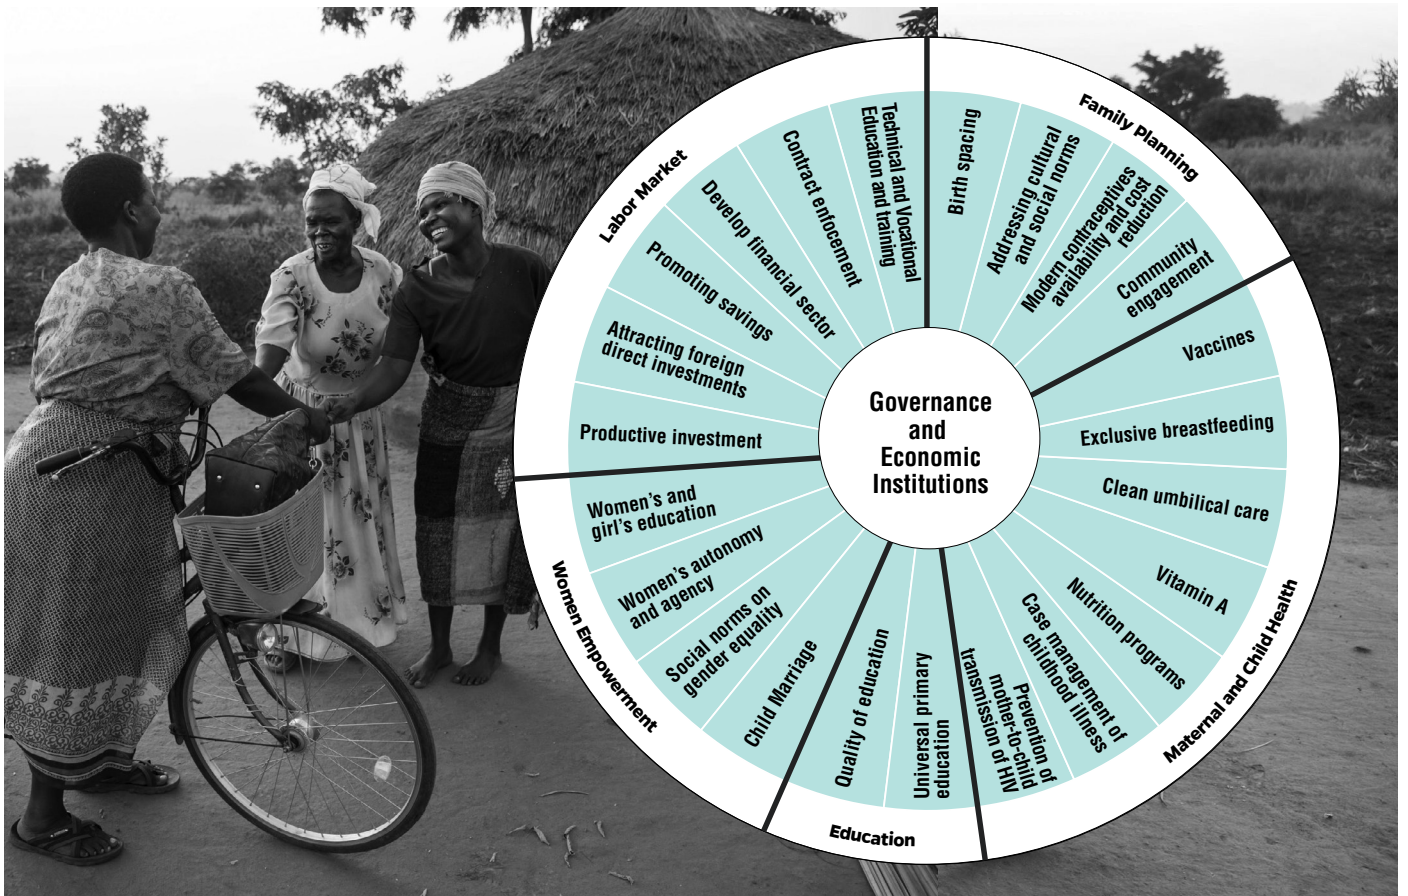 Family Planning
Birth spacing
Addressing cultural
and social norms
Modern contraceptives
availability and cost
reduction
Community
engagement
Maternal and Child Health
Vaccines
Exclusive breastfeeding
Clean umbilical care
Vitamin A
Nutrition programs
Case management of
childhood illness
Prevention of
mother-to-child
transmission of HIV
Education
Universal primary
education
Quality of education
Women Empowerment
Child Marriage
Social norms on
gender equality
Women's autonomy
and agency
Women's and
girl's education
Labor Market
Productive investment
Attracting foreign
direct investments
Promoting savings
Develop financial sector
Contract enfocement
Technical and Vocational
Education and training
Governance
and
Economic
Institutions